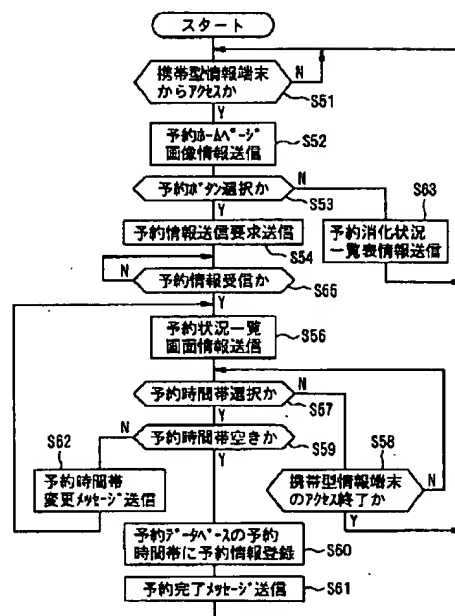 スタート
携帯型情報端末
からアクセスか
N
S51
Y
予約ホームページ
画像情報送信
S52
予約ボタン選択か
N
S53
Y
S63
予約情報送信要求送信
S54
予約消化状況
一覧表情報送信
予約情報受信か
N
S55
Y
予約状況一覧
画面情報送信
S56
予約時間帯選択か
N
S57
Y
予約時間帯空きか
N
S59
Y
S62
予約時間帯
変更メッセージ送信
S58
携帯型情報端末
のアクセス終了か
N
Y
予約データベースの予約
時間帯に予約情報登録
S60
予約完了メッセージ送信
S61